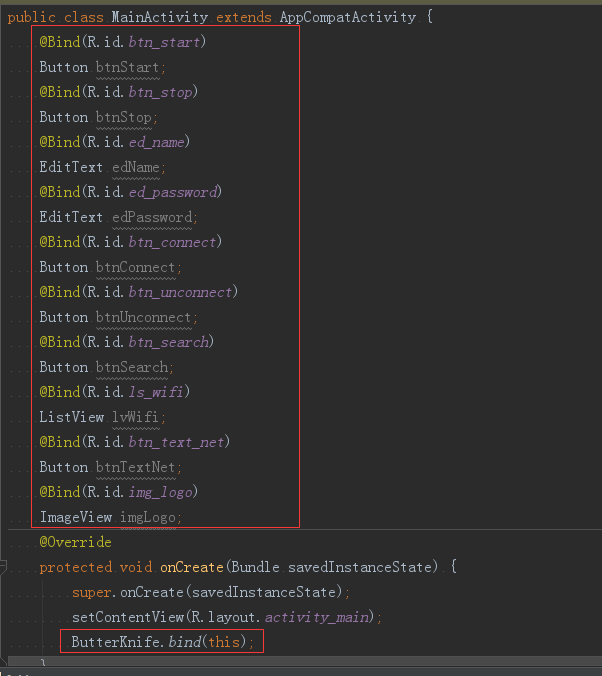 public class MainActivity extends AppCompatActivity {
@Bind(R.id.btn_start)
Button btnStart;
@Bind(R.id.btn_stop)
Button btnStop;
@Bind(R.id.ed_name)
EditText edName;
@Bind(R.id.ed_password)
EditText edPassword;
@Bind(R.id.btn_connect)
Button btnConnect;
@Bind(R.id.btn_unconnect)
Button btnUnconnect;
@Bind(R.id.btn_search)
Button btnSearch;
@Bind(R.id.ls_wifi)
ListView lvWifi;
@Bind(R.id.btn_text_net)
Button btnTextNet;
@Bind(R.id.img_logo)
ImageView imgLogo;
@Override
protected void onCreate(Bundle savedInstanceState) {
super.onCreate(savedInstanceState);
setContentView(R.layout.activity_main);
ButterKnife.bind(this);
}